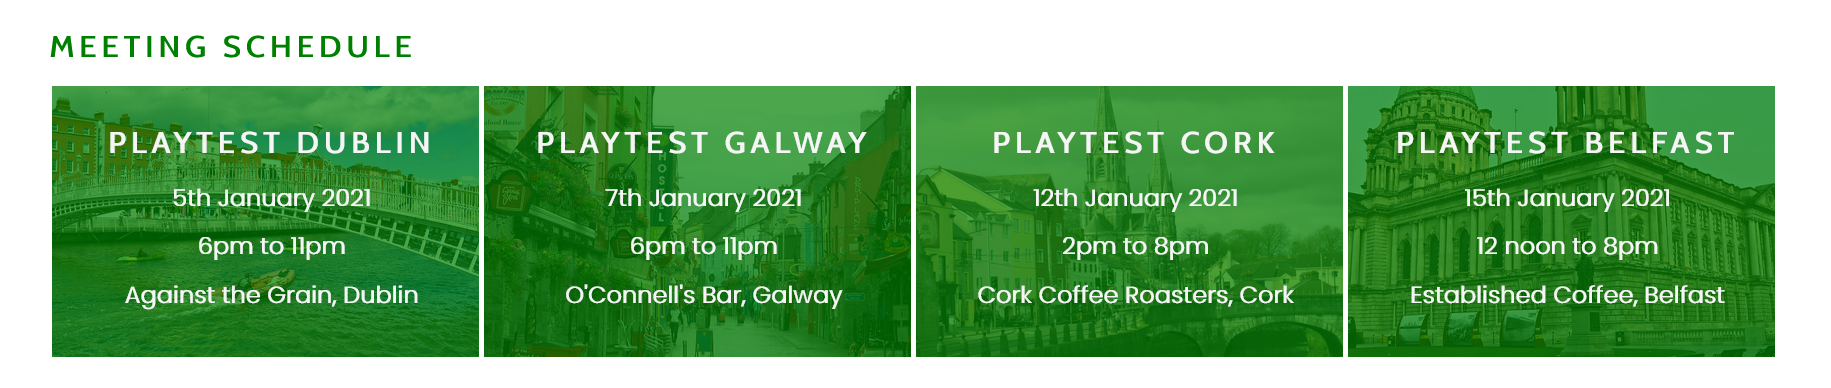 MEETING SCHEDULE
PLAYTEST DUBLIN
5th January 2021
6pm to 11pm
Against the Grain, Dublin
PLAYTEST GALWAY
7th January 2021
6pm to 11pm
O'Connell's Bar, Galway
PLAYTEST CORK
12th January 2021
2pm to 8pm
Cork Coffee Roasters, Cork
PLAYTEST BELFAST
15th January 2021
12 noon to 8pm
Established Coffee, Belfast
HOSTEL